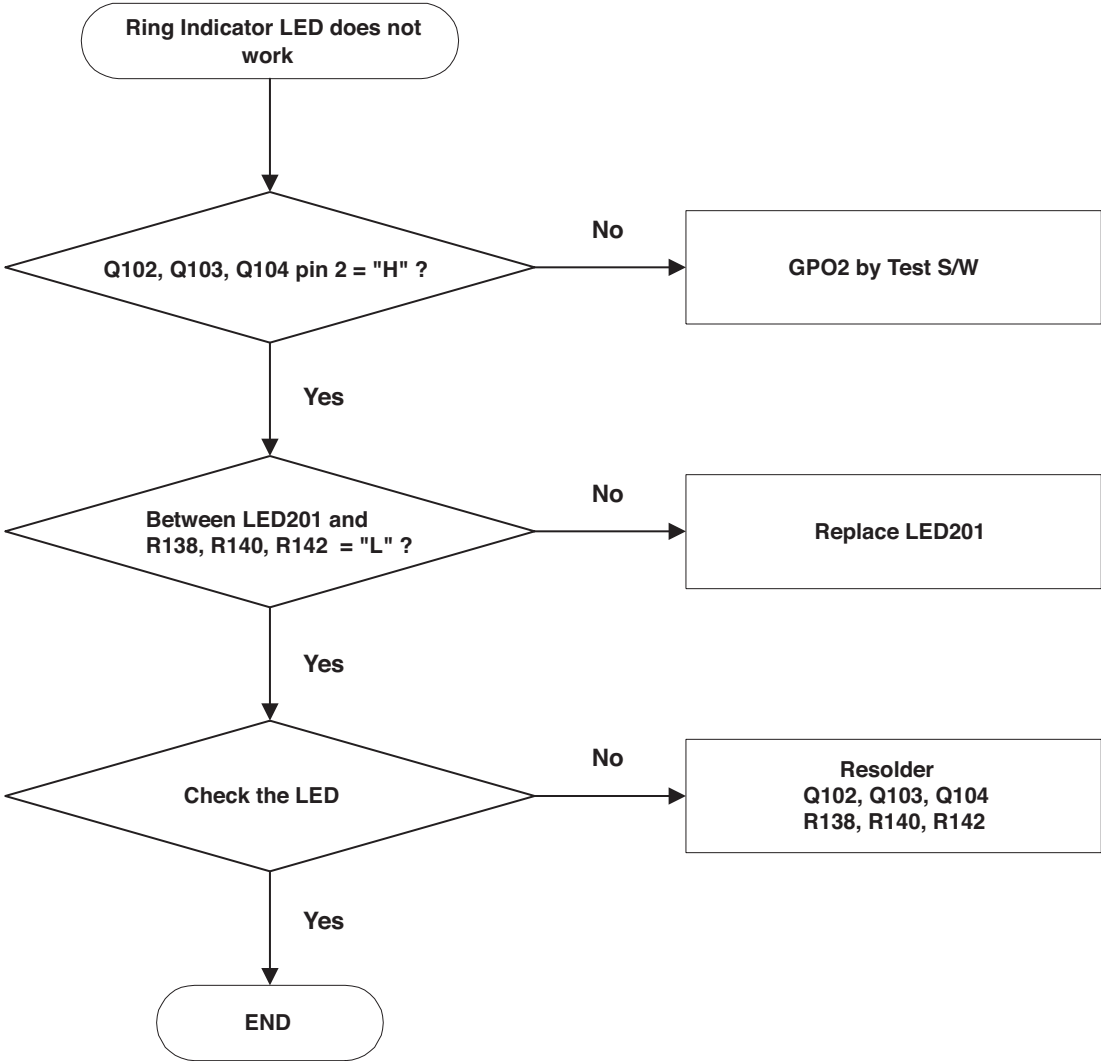 Ring Indicator LED does not
work
Q102, Q103, Q104 pin 2 = "H" ?
No
GPO2 by Test S/W
Yes
Between LED201 and
R138, R140, R142 = "L" ?
No
Replace LED201
Yes
Check the LED
No
Resolder
Q102, Q103, Q104
R138, R140, R142
Yes
END